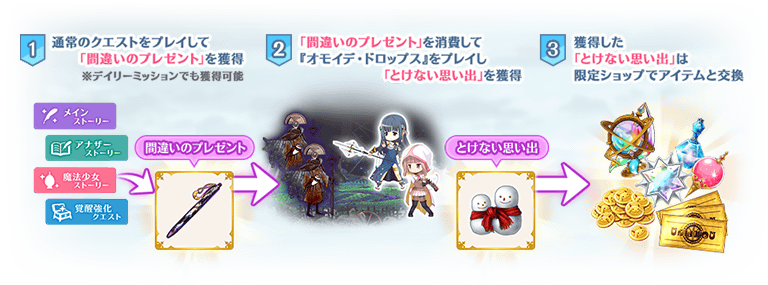 1
通常のクエストをプレイして
「間違いのプレゼント」を獲得
※デイリーミッションでも獲得可能
2
「間違いのプレゼント」を消費して
『オモイデ・ドロップス』をプレイし
「とけない思い出」を獲得
3
獲得した
「とけない思い出」は
限定ショップでアイテムと交換
メイン
ストーリー
アナザー
ストーリー
魔法少女
ストーリー
覚醒強化
クエスト
間違いのプレゼント
とけない思い出